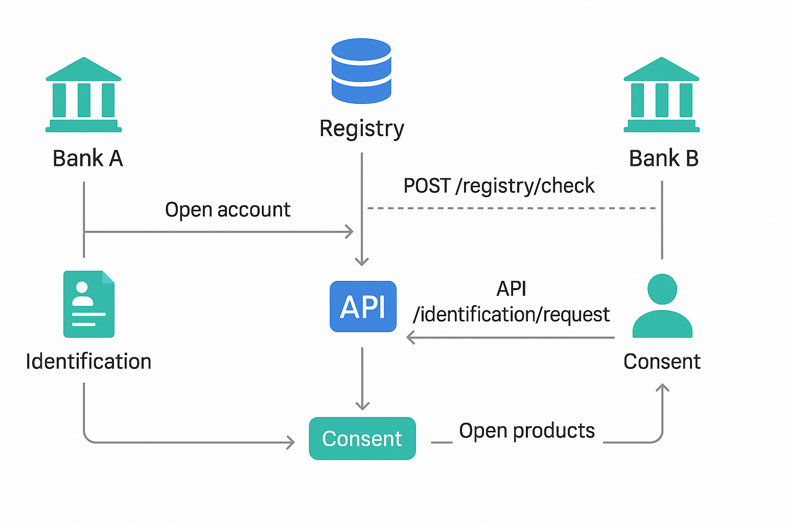 Registry
Bank A
Bank B
POST /registry/check
Open account
API
API
/identification/request
Identification
Consent
Consent
Open products